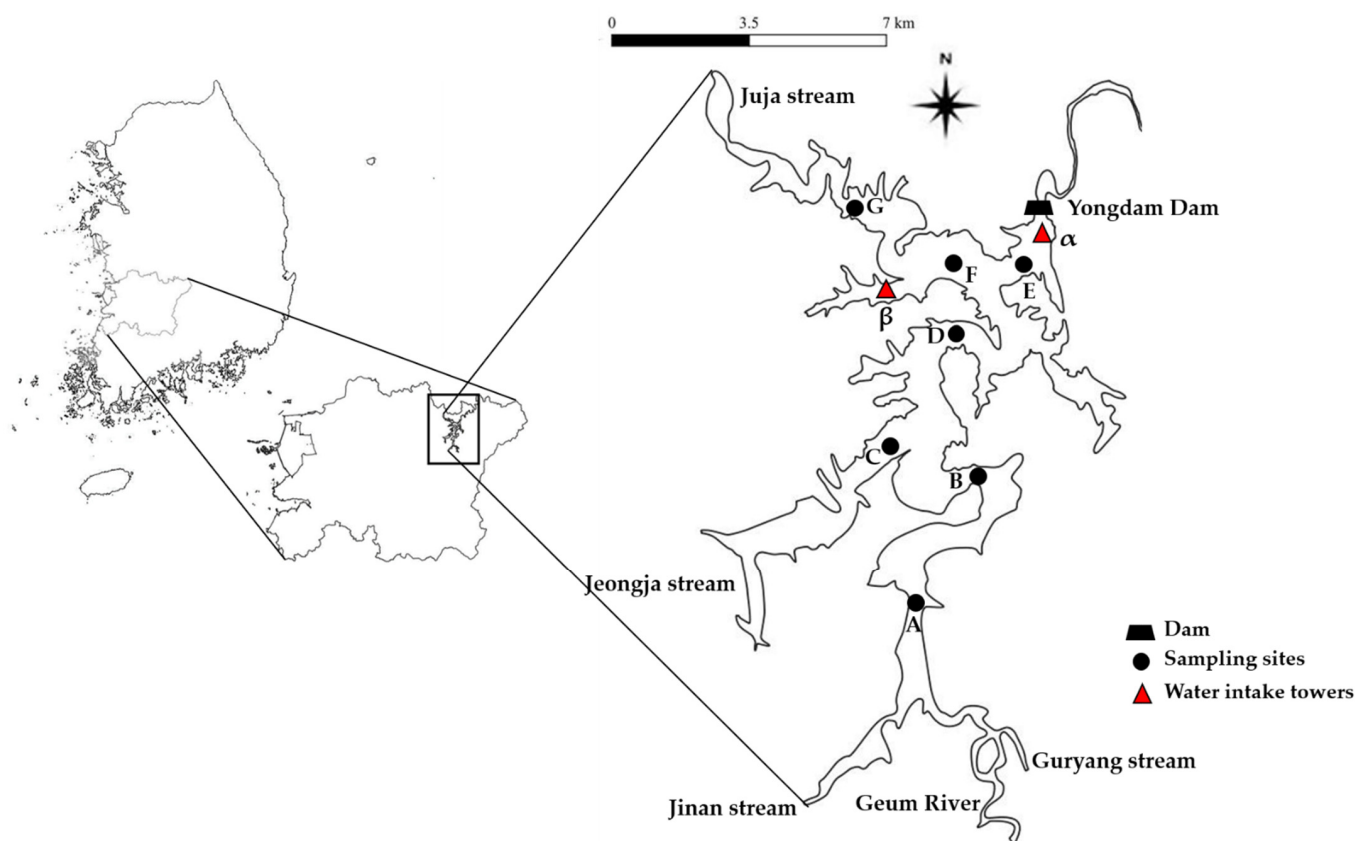 0 3.5 7 km
N
Juja stream
G
Yongdam Dam
α
F
E
β
D
C
B
Jeongja stream
A
Dam
Sampling sites
Water intake towers
Guryang stream
Jinan stream
Geum River